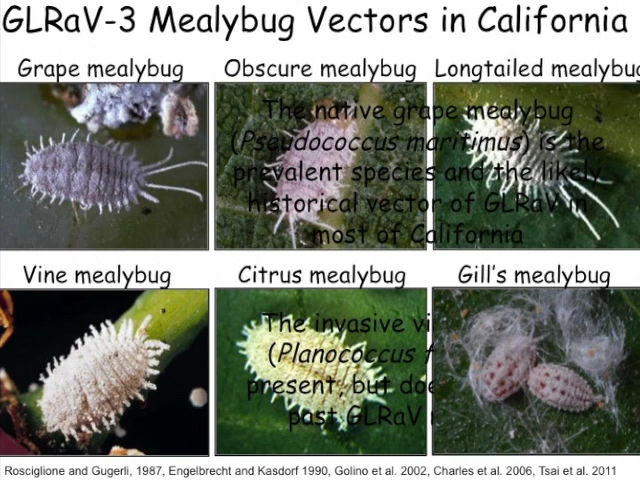 GLRaV-3 Mealybug Vectors in California
Grape mealybug
Obscure mealybug
Longtailed mealybug
The native grape mealybug
(Pseudococcus maritimus) is the
prevalent species and the likely
historical vector of GLRaV in
most of California
Vine mealybug
Citrus mealybug
Gill's mealybug
The invasive vi
(Planococcus f
present, but doe
past GLRaV
Rosciglione and Gugerli, 1987, Engelbrecht and Kasdorf 1990, Golino et al. 2002, Charles et al. 2006, Tsai et al. 2011